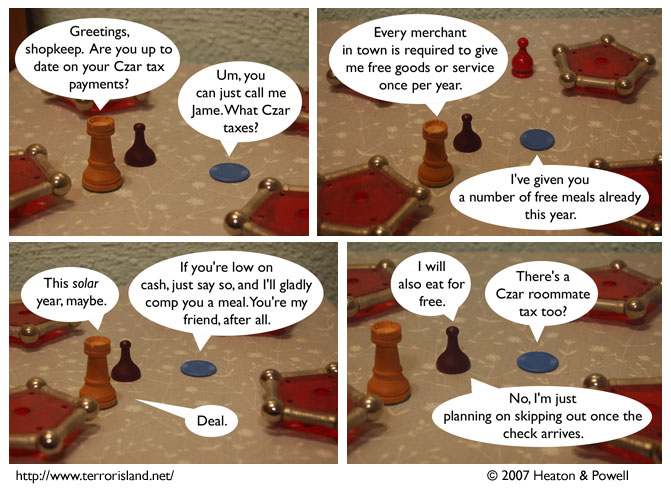 Greetings,
shopkeep. Are you up to
date on your Czar tax
payments?
Um, you
can just call me
Jame. What Czar
taxes?
Every merchant
in town is required to give
me free goods or service
once per year.
I've given you
a number of free meals already
this year.
This solar
year, maybe.
If you're low on
cash, just say so, and I'll gladly
comp you a meal. You're my
friend, after all.
Deal.
I will
also eat for
free.
There's a
Czar roommate
tax too?
No, I'm just
planning on skipping out once the
check arrives.
http://www.terrorisland.net/
© 2007 Heaton & Powell